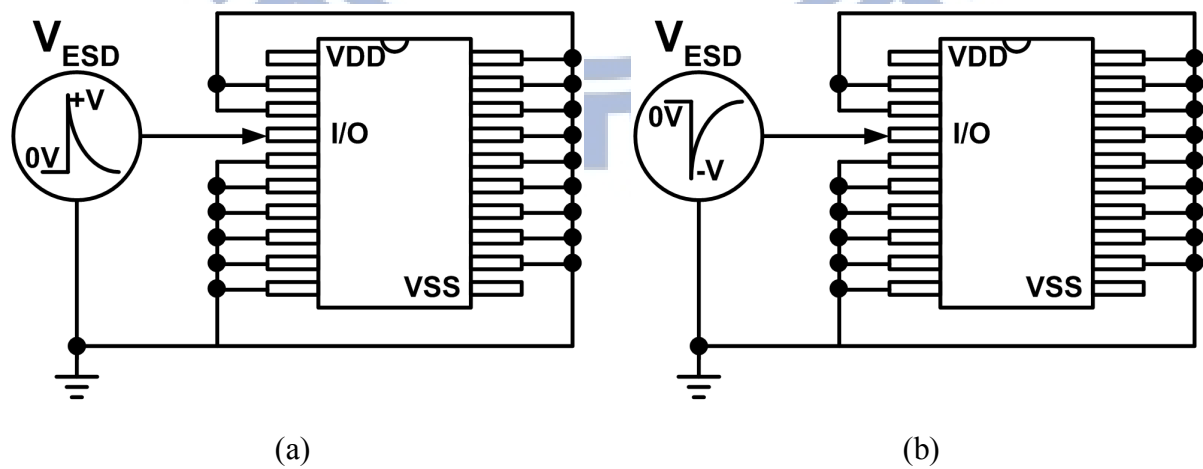 V ESD
+V
0V
VDD
I/O
VSS
(a)
V ESD
0V
-V
VDD
I/O
VSS
(b)